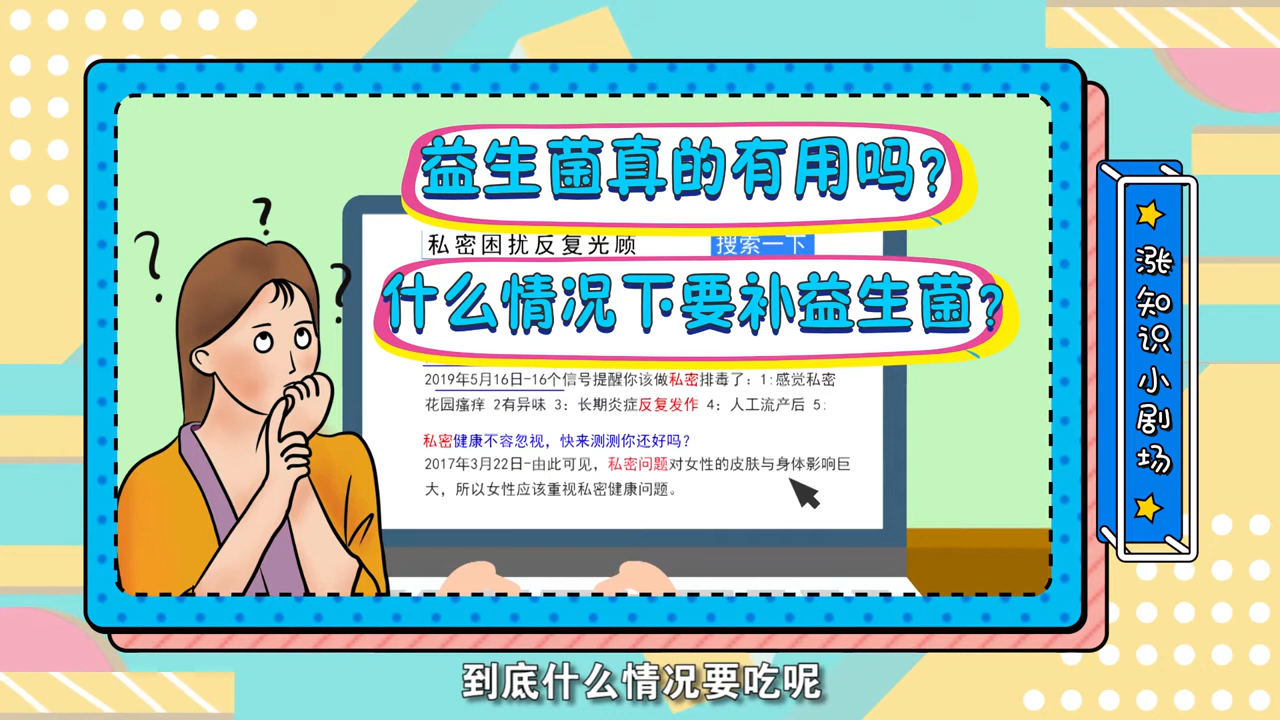 益生菌真的有用吗?
私密困扰反复光顾
搜索一下
什么情况下要补益生菌?
2019年5月16日-16个信号提醒你该做私密排毒了：1:感觉私密
花园瘙痒 2有异味 3：长期炎症反复发作 4：人工流产后 5:
私密健康不容忽视，快来测测你还好吗?
2017年3月22日-由此可见，私密问题对女性的皮肤与身体影响巨
大，所以女性应该重视私密健康问题。
涨知识小剧场
到底什么情况要吃呢